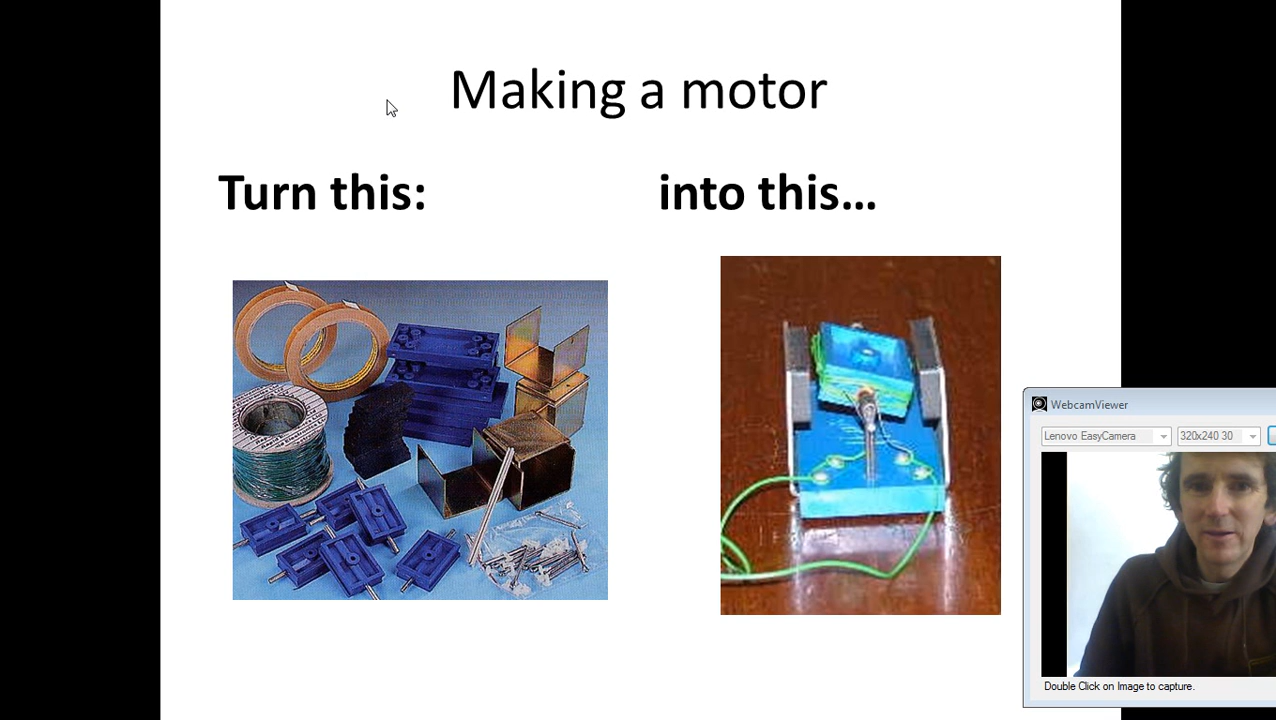 Making a motor
Turn this:
into this...
WebcamViewer
Lenovo EasyCamera
320x240 30
Double Click on Image to capture.